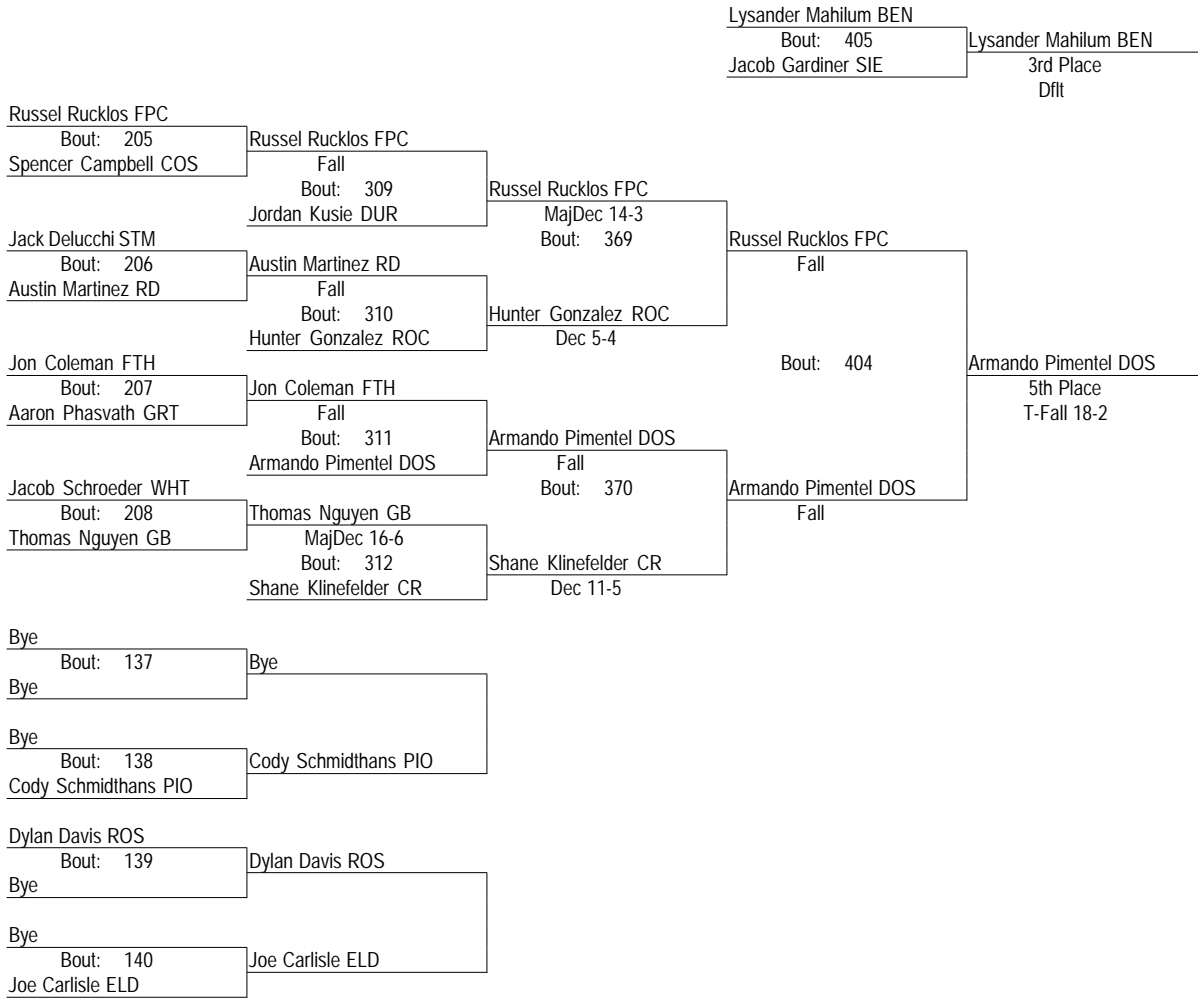 Lysander Mahilum BEN
Bout: 405
Lysander Mahilum BEN
Jacob Gardiner SIE
3rd Place
Dflt
Russel Rucklos FPC
Bout: 205
Russel Rucklos FPC
Spencer Campbell COS
Fall
Bout: 309
Russel Rucklos FPC
Jordan Kusie DUR
MajDec 14-3
Jack Delucchi STM
Bout: 369
Russel Rucklos FPC
Bout: 206
Austin Martinez RD
Fall
Austin Martinez RD
Fall
Bout: 310
Hunter Gonzalez ROC
Hunter Gonzalez ROC
Dec 5-4
Jon Coleman FTH
Bout: 404
Armando Pimentel DOS
Bout: 207
Jon Coleman FTH
5th Place
Aaron Phasvath GRT
Fall
T-Fall 18-2
Bout: 311
Armando Pimentel DOS
Armando Pimentel DOS
Fall
Jacob Schroeder WHT
Bout: 370
Armando Pimentel DOS
Bout: 208
Thomas Nguyen GB
Fall
Thomas Nguyen GB
MajDec 16-6
Bout: 312
Shane Klinefelder CR
Shane Klinefelder CR
Dec 11-5
Bye
Bout: 137
Bye
Bye
Bye
Bout: 138
Cody Schmidthans PIO
Cody Schmidthans PIO
Dylan Davis ROS
Bout: 139
Dylan Davis ROS
Bye
Bye
Bout: 140
Joe Carlisle ELD
Joe Carlisle ELD